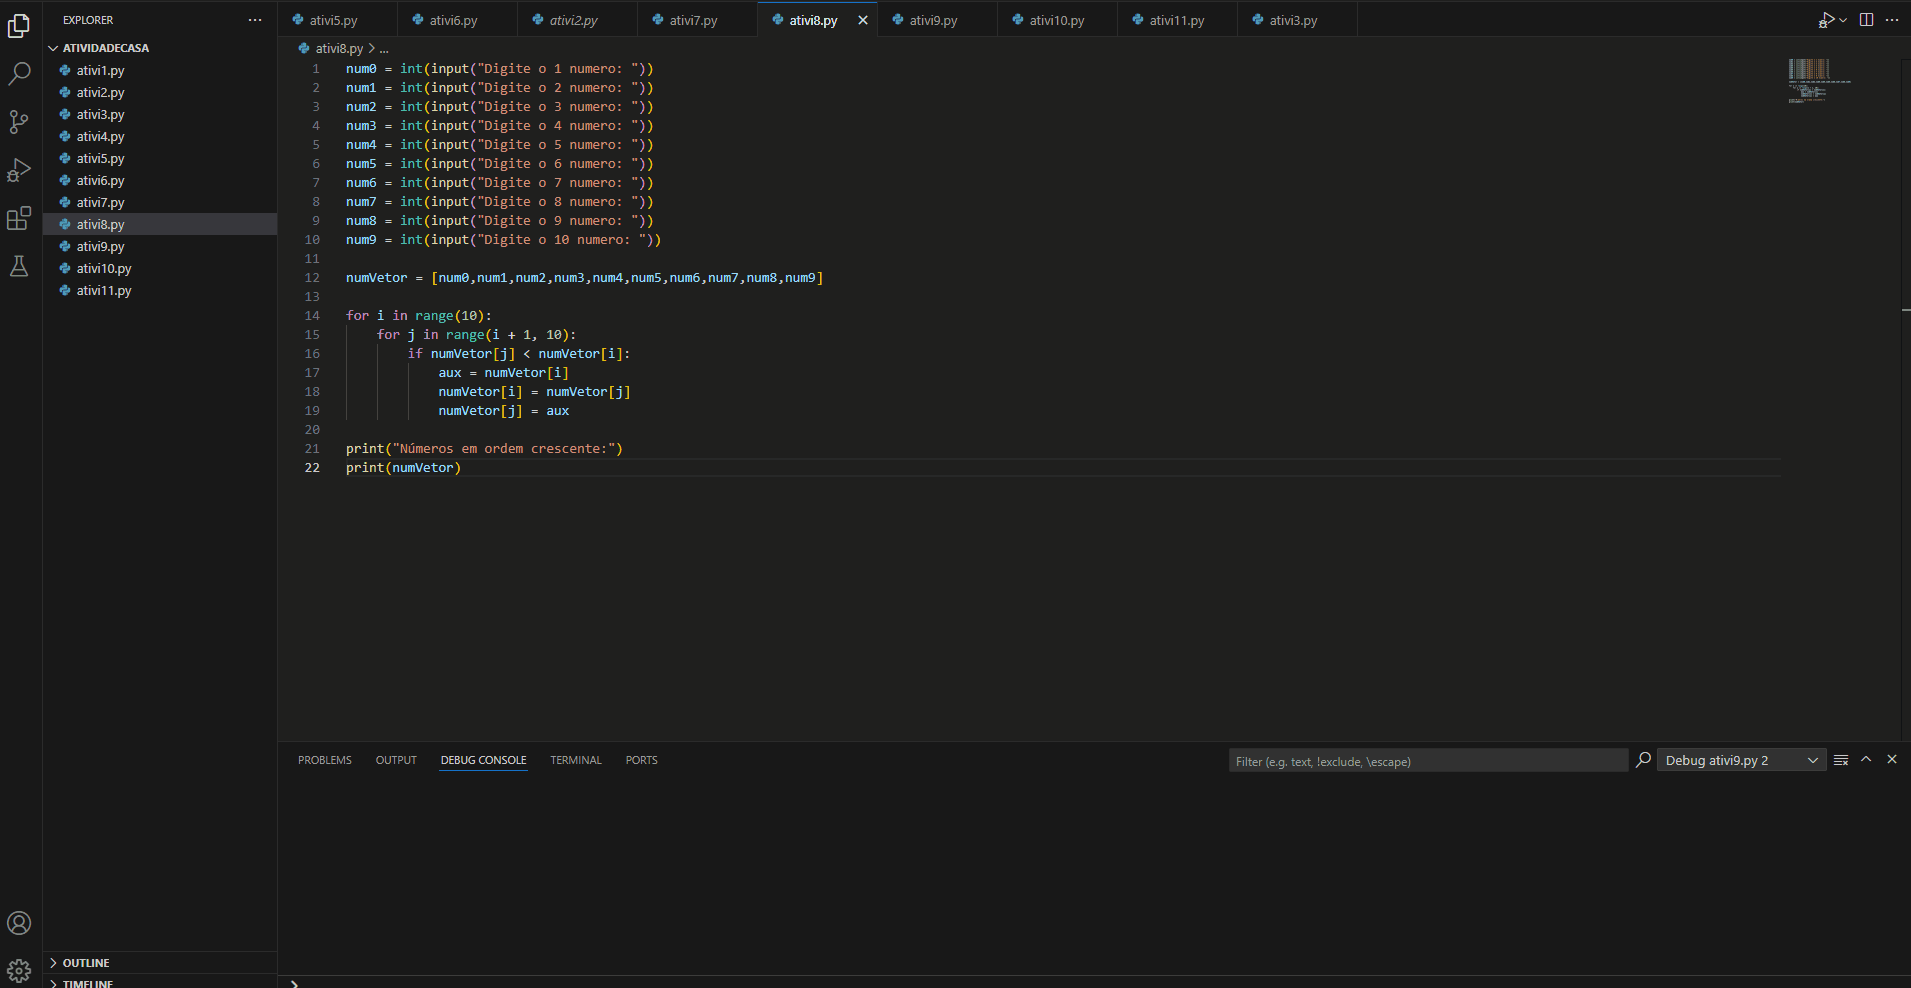 EXPLORER
ATIVIDADECASA
ativi1.py
ativi2.py
ativi3.py
ativi4.py
ativi5.py
ativi6.py
ativi7.py
ativi8.py
ativi9.py
ativi10.py
ativi11.py
OUTLINE
TIMELINE
ativi5.py ativi6.py ativi2.py ativi7.py ativi8.py ativi9.py ativi10.py ativi11.py ativi3.py
ativi8.py > ...
1 num0 = int(input("Digite o 1 numero: "))
2 num1 = int(input("Digite o 2 numero: "))
3 num2 = int(input("Digite o 3 numero: "))
4 num3 = int(input("Digite o 4 numero: "))
5 num4 = int(input("Digite o 5 numero: "))
6 num5 = int(input("Digite o 6 numero: "))
7 num6 = int(input("Digite o 7 numero: "))
8 num7 = int(input("Digite o 8 numero: "))
9 num8 = int(input("Digite o 9 numero: "))
10 num9 = int(input("Digite o 10 numero: "))
11
12 numVetor = [num0,num1,num2,num3,num4,num5,num6,num7,num8,num9]
13
14 for i in range(10):
15     for j in range(i + 1, 10):
16         if numVetor[j] < numVetor[i]:
17             aux = numVetor[i]
18             numVetor[i] = numVetor[j]
19             numVetor[j] = aux
20
21 print("Números em ordem crescente:")
22 print(numVetor)
PROBLEMS OUTPUT DEBUG CONSOLE TERMINAL PORTS Filter (e.g. text, !exclude, \escape) Debug ativi9.py 2